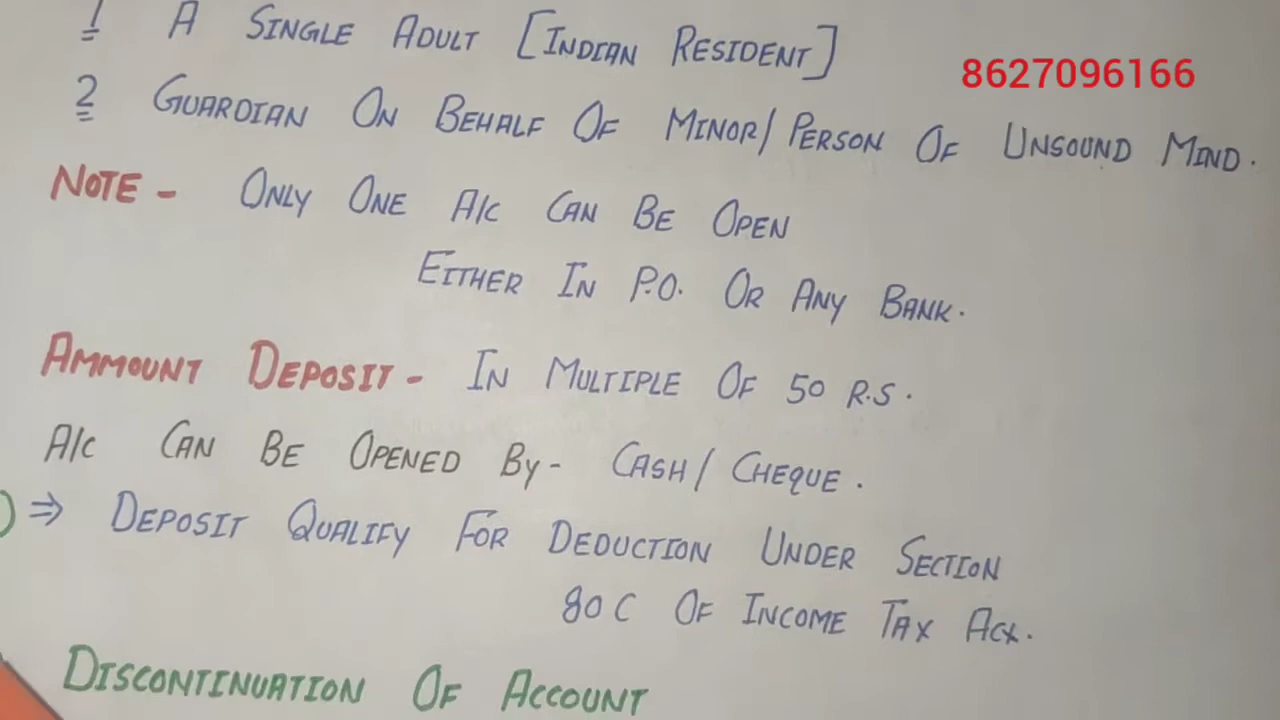 1 A SINGLE ADULT [INDIAN RESIDENT]
8627096166
2 GUARDIAN ON BEHALF OF MINOR/ PERSON OF UNSOUND MIND.
NOTE - ONLY ONE A/C CAN BE OPEN
EITHER IN P.O. OR ANY BANK.
AMMOUNT DEPOSIT - IN MULTIPLE OF 50 R.S.
A/C CAN BE OPENED BY - CASH/ CHEQUE.
) ⇒ DEPOSIT QUALIFY FOR DEDUCTION UNDER SECTION
80 C OF INCOME TAX ACT.
DISCONTINUATION OF ACCOUNT